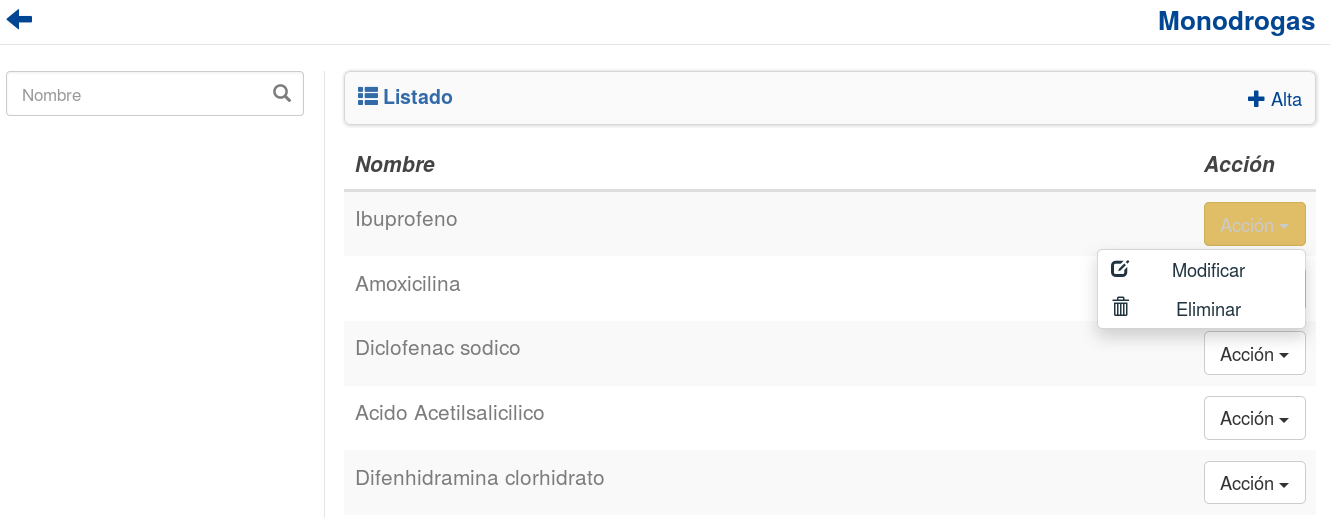 Monodrogas
Nombre
Listado
Alta
Nombre Acción
Ibuprofeno Acción
Modificar
Amoxicilina
Eliminar
Diclofenac sodico Acción
Acido Acetilsalicilico Acción
Difenhidramina clorhidrato Acción